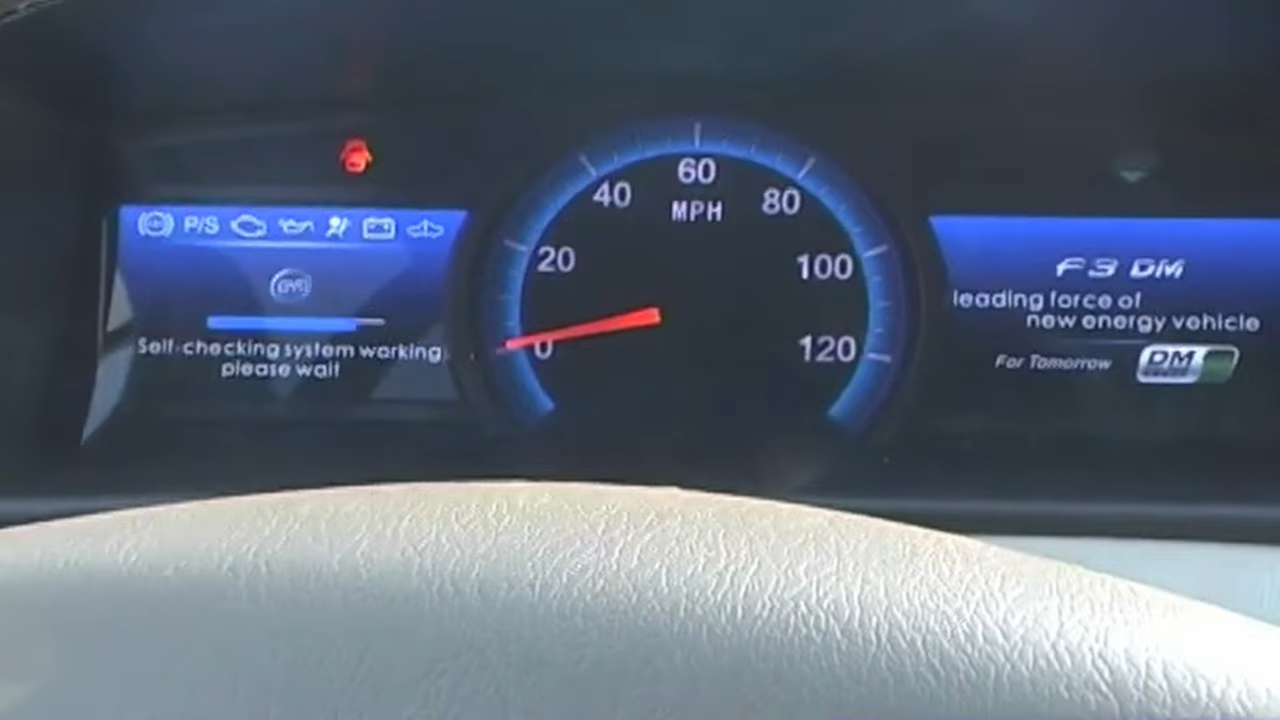 P/S
BYD
Self-checking system working
please wait
0
20
40
60
80
100
120
MPH
F3 DM
leading force of
new energy vehicle
For Tomorrow
DM